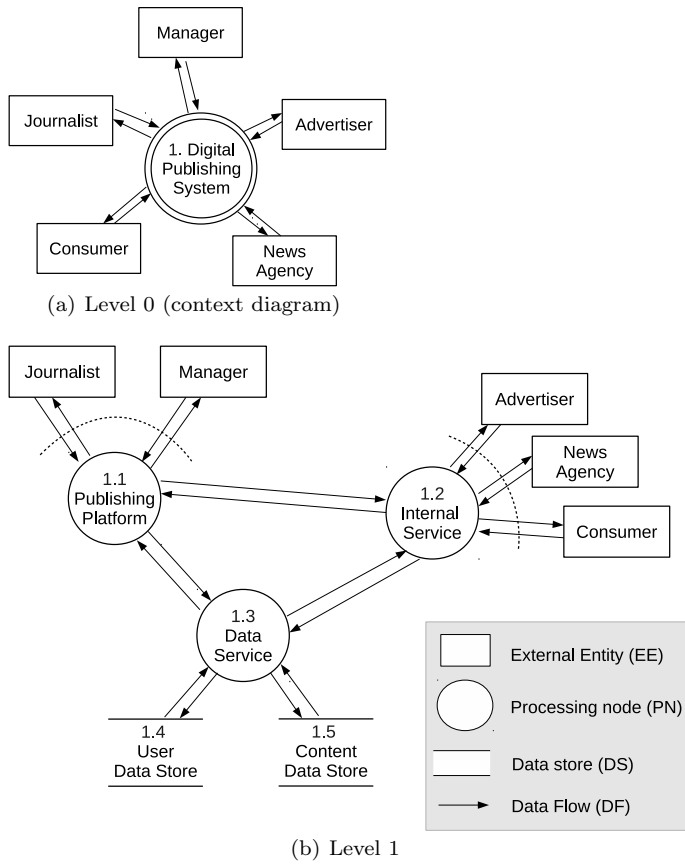 Manager
Journalist
Advertiser
1. Digital
Publishing
System
Consumer
News
Agency
(a) Level 0 (context diagram)
Journalist
Manager
Advertiser
News
Agency
Consumer
1.1
Publishing
Platform
1.2
Internal
Service
1.3
Data
Service
1.4
User
Data Store
1.5
Content
Data Store
External Entity (EE)
Processing node (PN)
Data store (DS)
Data Flow (DF)
(b) Level 1